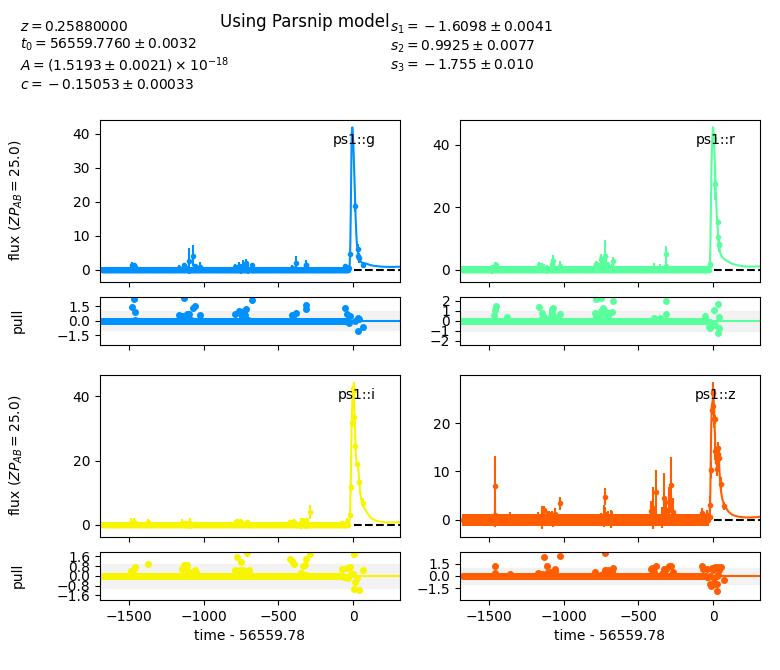 Using Parsnip model
z = 0.25880000
t₀ = 56559.7760 ± 0.0032
A = (1.5193 ± 0.0021) × 10⁻¹⁸
c = −0.15053 ± 0.00033
s₁ = −1.6098 ± 0.0041
s₂ = 0.9925 ± 0.0077
s₃ = −1.755 ± 0.010
flux (ZP_AB = 25.0)
40
30
20
10
0
ps1::g
40
20
0
ps1::r
pull
1.5
0.0
−1.5
2
1
0
−1
−2
flux (ZP_AB = 25.0)
40
20
0
ps1::i
20
10
0
ps1::z
pull
1.6
0.8
0.0
−0.8
−1.6
1.5
0.0
−1.5
−1500 −1000 −500 0
−1500 −1000 −500 0
time - 56559.78
time - 56559.78